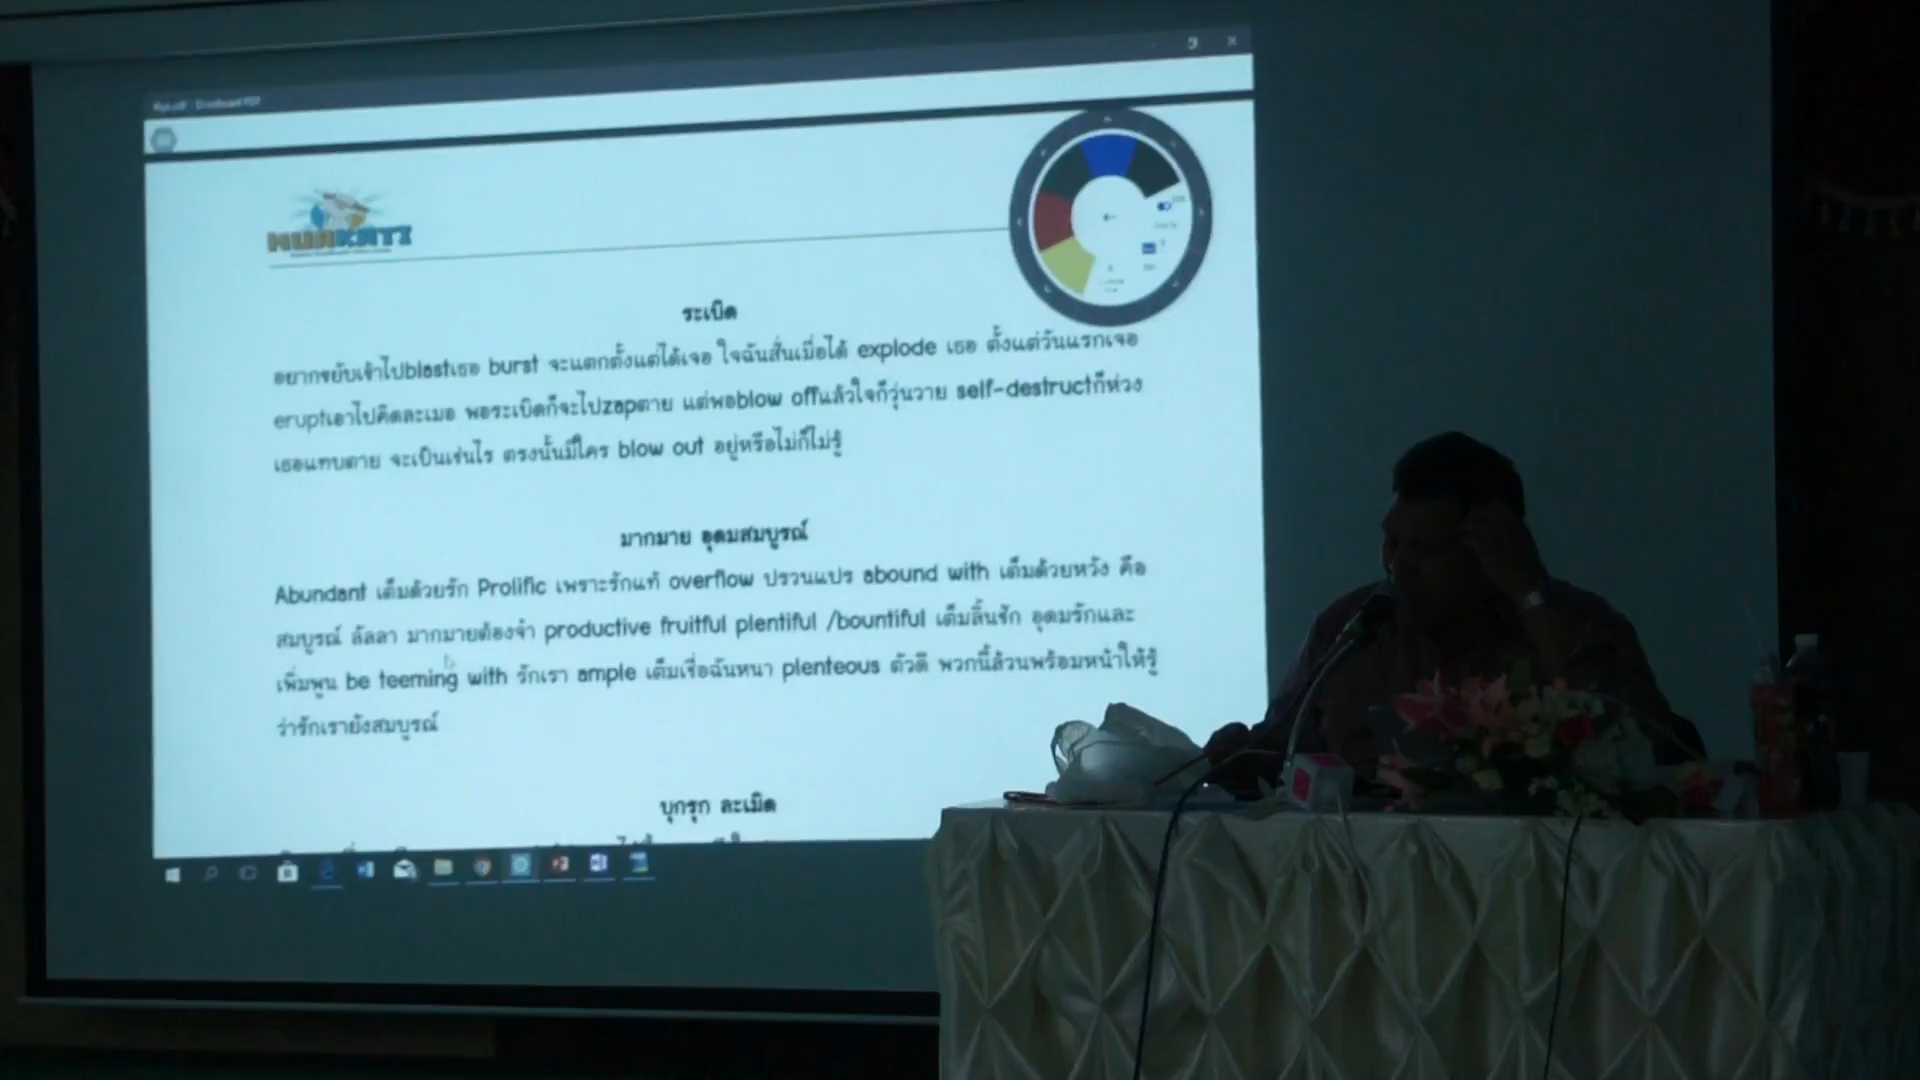 HUAKATI
ระเบิด
อยากขยับเข้าไปblastเธอ burst จะแตกตั้งแต่ได้เจอ ใจฉันสั่นเมื่อได้ explode เธอ ตั้งแต่วันแรกเจอ
eruptเอาไปคิดละเมอ พอระเบิดก็จะไปzapตาย แต่พอblow offแล้วใจก็วุ่นวาย self-destructก็ห่วง
เธอแทบตาย จะเป็นเช่นไร ตรงนั้นมีใคร blow out อยู่หรือไม่ก็ไม่รู้
มากมาย อุดมสมบูรณ์
Abundant เต็มด้วยรัก Prolific เพราะรักแท้ overflow ปรวนแปร abound with เต็มด้วยหวัง คือ
สมบูรณ์ ลัลลา มากมายต้องจำ productive fruitful plentiful /bountiful เต็มลิ้นชัก อุดมรักและ
เพิ่มพูน be teeming with รักเรา ample เต็มเชื่อฉันหนา plenteous ตัวดี พวกนี้ล้วนพร้อมหน้าให้รู้
ว่ารักเรายังสมบูรณ์
บุกรุก ละเมิด